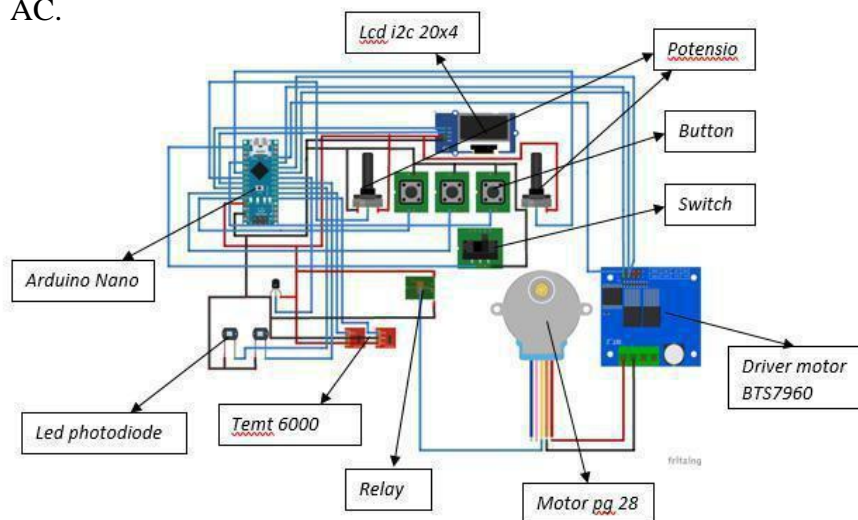 AC.
Lcd i2c 20x4
Potensio
Button
Switch
Arduino Nano
Driver motor
BTS7960
Led photodiode
Temt 6000
Relay
Motor pg 28
fritzing